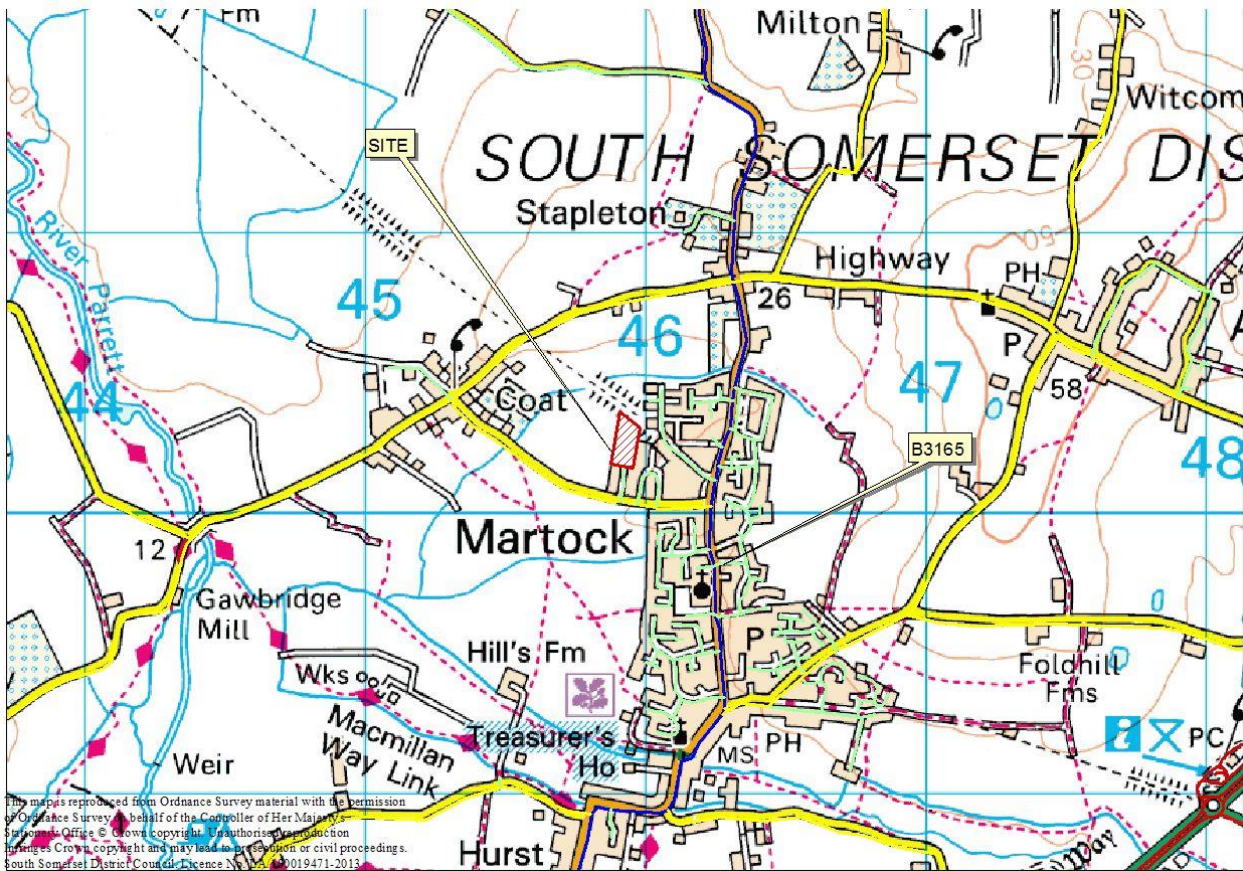 Fm
Milton
Witcom
SITE
SOUTH SOMERSET DIS
Stapleton
River
Parrett
Highway
PH
45
26
46
P
47
58
44
Coat
B3165
48
Martock
12
Gawbridge
Mill
Hill's Fm
P
Foldhill
Fms
Wks
Macmillan
Way Link
Treasurer's
Ho
MS
PH
PC
Weir
This map is reproduced from Ordnance Survey material with the permission
of Ordnance Survey on behalf of the Controller of Her Majesty's
Stationery Office © Crown copyright. Unauthorised reproduction
infringes Crown copyright and may lead to prosecution or civil proceedings.
South Somerset District Council, Licence No. 100019471-2013
Hurst
Way
30
50